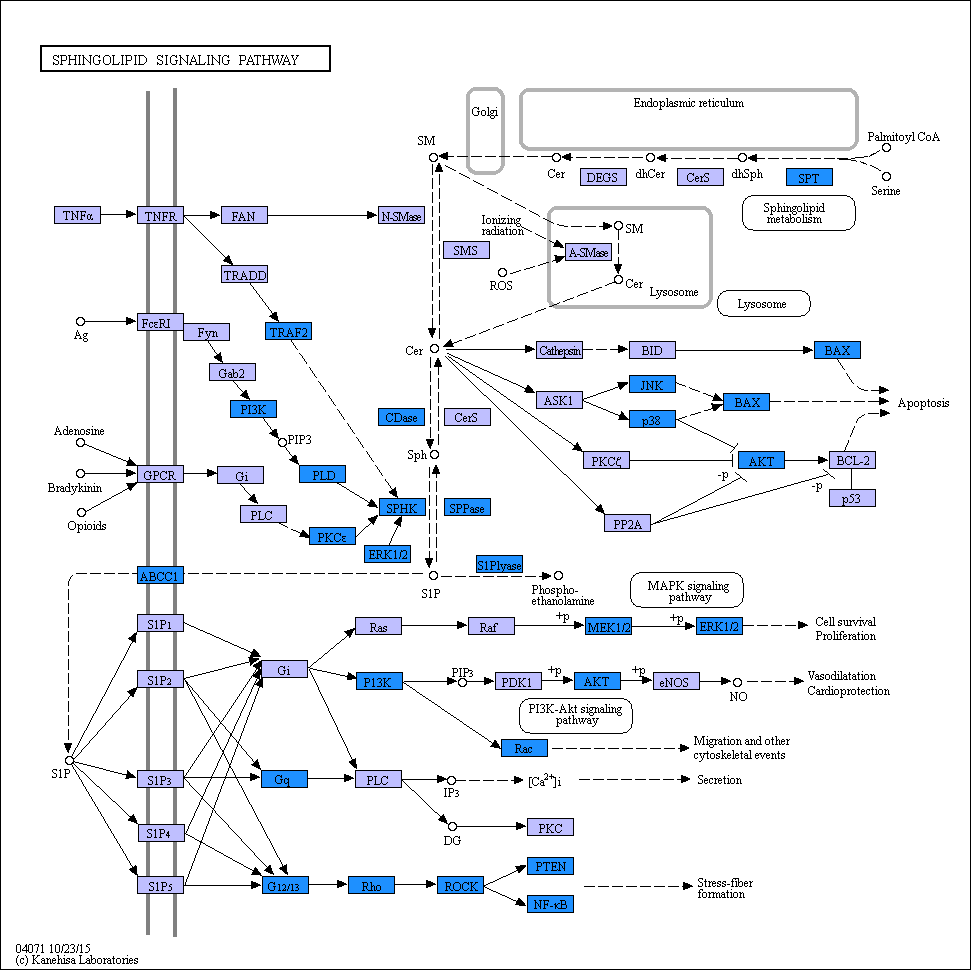 SPHINGOLIPID SIGNALING PATHWAY
Golgi
Endoplasmic reticulum
SM
Palmitoyl CoA
Cer
dhCer
dhSph
DEGS
CerS
SPT
Serine
Sphingolipid
metabolism
TNFα
TNFR
FAN
N-SMase
Ionizing
radiation
SM
SMS
A-SMase
ROS
Cer
Lysosome
Lysosome
TRADD
Ag
FcεRI
Fyn
TRAF2
Gab2
Cer
Cathepsin
BID
BAX
PI3K
ASK1
JNK
BAX
p38
Apoptosis
CDase
CerS
Adenosine
PIP3
Sph
GPCR
Gi
PLD
PKCζ
AKT
BCL-2
-p
-p
Bradykinin
p53
PLC
SPHK
SPPase
Opioids
PP2A
PKCε
ERK1/2
ABCC1
S1Plyase
S1P
Phospho-
ethanolamine
MAPK signaling
pathway
S1P1
Ras
Raf
+p
MEK1/2
+p
ERK1/2
Cell survival
Proliferation
S1P2
Gi
P13K
PIP3
PDK1
+p
AKT
+p
eNOS
NO
Vasodilatation
Cardioprotection
PI3K-Akt signaling
pathway
Rac
Migration and other
cytoskeletal events
S1P
S1P3
Gq
PLC
IP3
[Ca2+]i
Secretion
S1P4
DG
PKC
S1P5
G12/13
Rho
ROCK
PTEN
NF-κB
Stress-fiber
formation
04071 10/23/15
(c) Kanehisa Laboratories